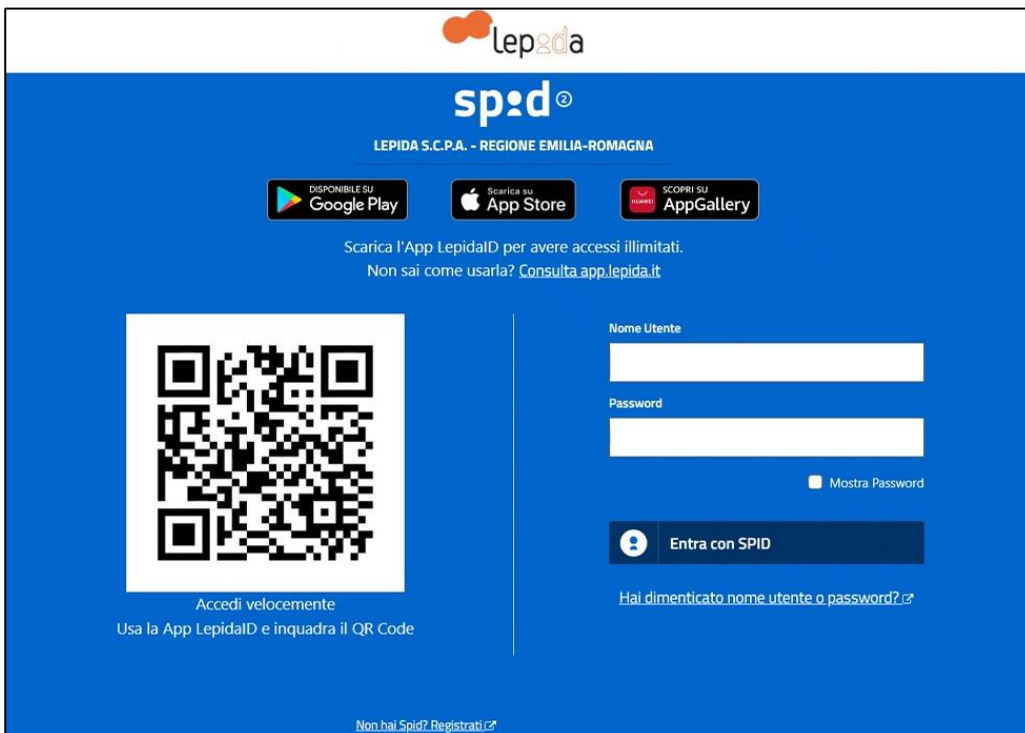 lepida
spid 2
LEPIDA S.C.P.A. - REGIONE EMILIA-ROMAGNA
DISPONIBILE SU
Google Play
Scarica su
App Store
HUAWEI
SCOPRI SU
AppGallery
Scarica l'App LepidaID per avere accessi illimitati.
Non sai come usarla? Consulta app.lepida.it
Accedi velocemente
Usa la App LepidaID e inquadra il QR Code
Nome Utente
Password
Mostra Password
Entra con SPID
Hai dimenticato nome utente o password?
Non hai Spid? Registrati